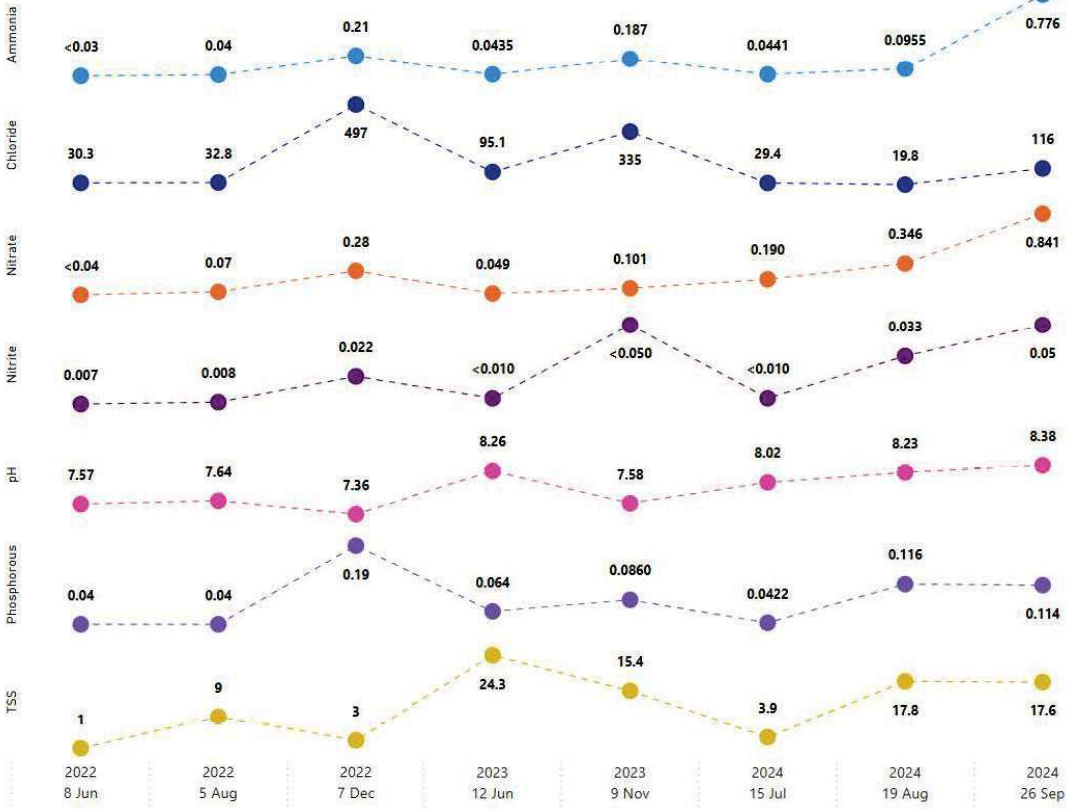 Ammonia
<0.03 0.04 0.21 0.0435 0.187 0.0441 0.0955 0.776
Chloride
30.3 32.8 497 95.1 335 29.4 19.8 116
Nitrate
<0.04 0.07 0.28 0.049 0.101 0.190 0.346 0.841
Nitrite
0.007 0.008 0.022 <0.010 <0.050 <0.010 0.033 0.05
pH
7.57 7.64 7.36 8.26 7.58 8.02 8.23 8.38
Phosphorous
0.04 0.04 0.19 0.064 0.0860 0.0422 0.116 0.114
TSS
1 9 3 24.3 15.4 3.9 17.8 17.6
2022 2022 2022 2023 2023 2024 2024 2024
8 Jun 5 Aug 7 Dec 12 Jun 9 Nov 15 Jul 19 Aug 26 Sep